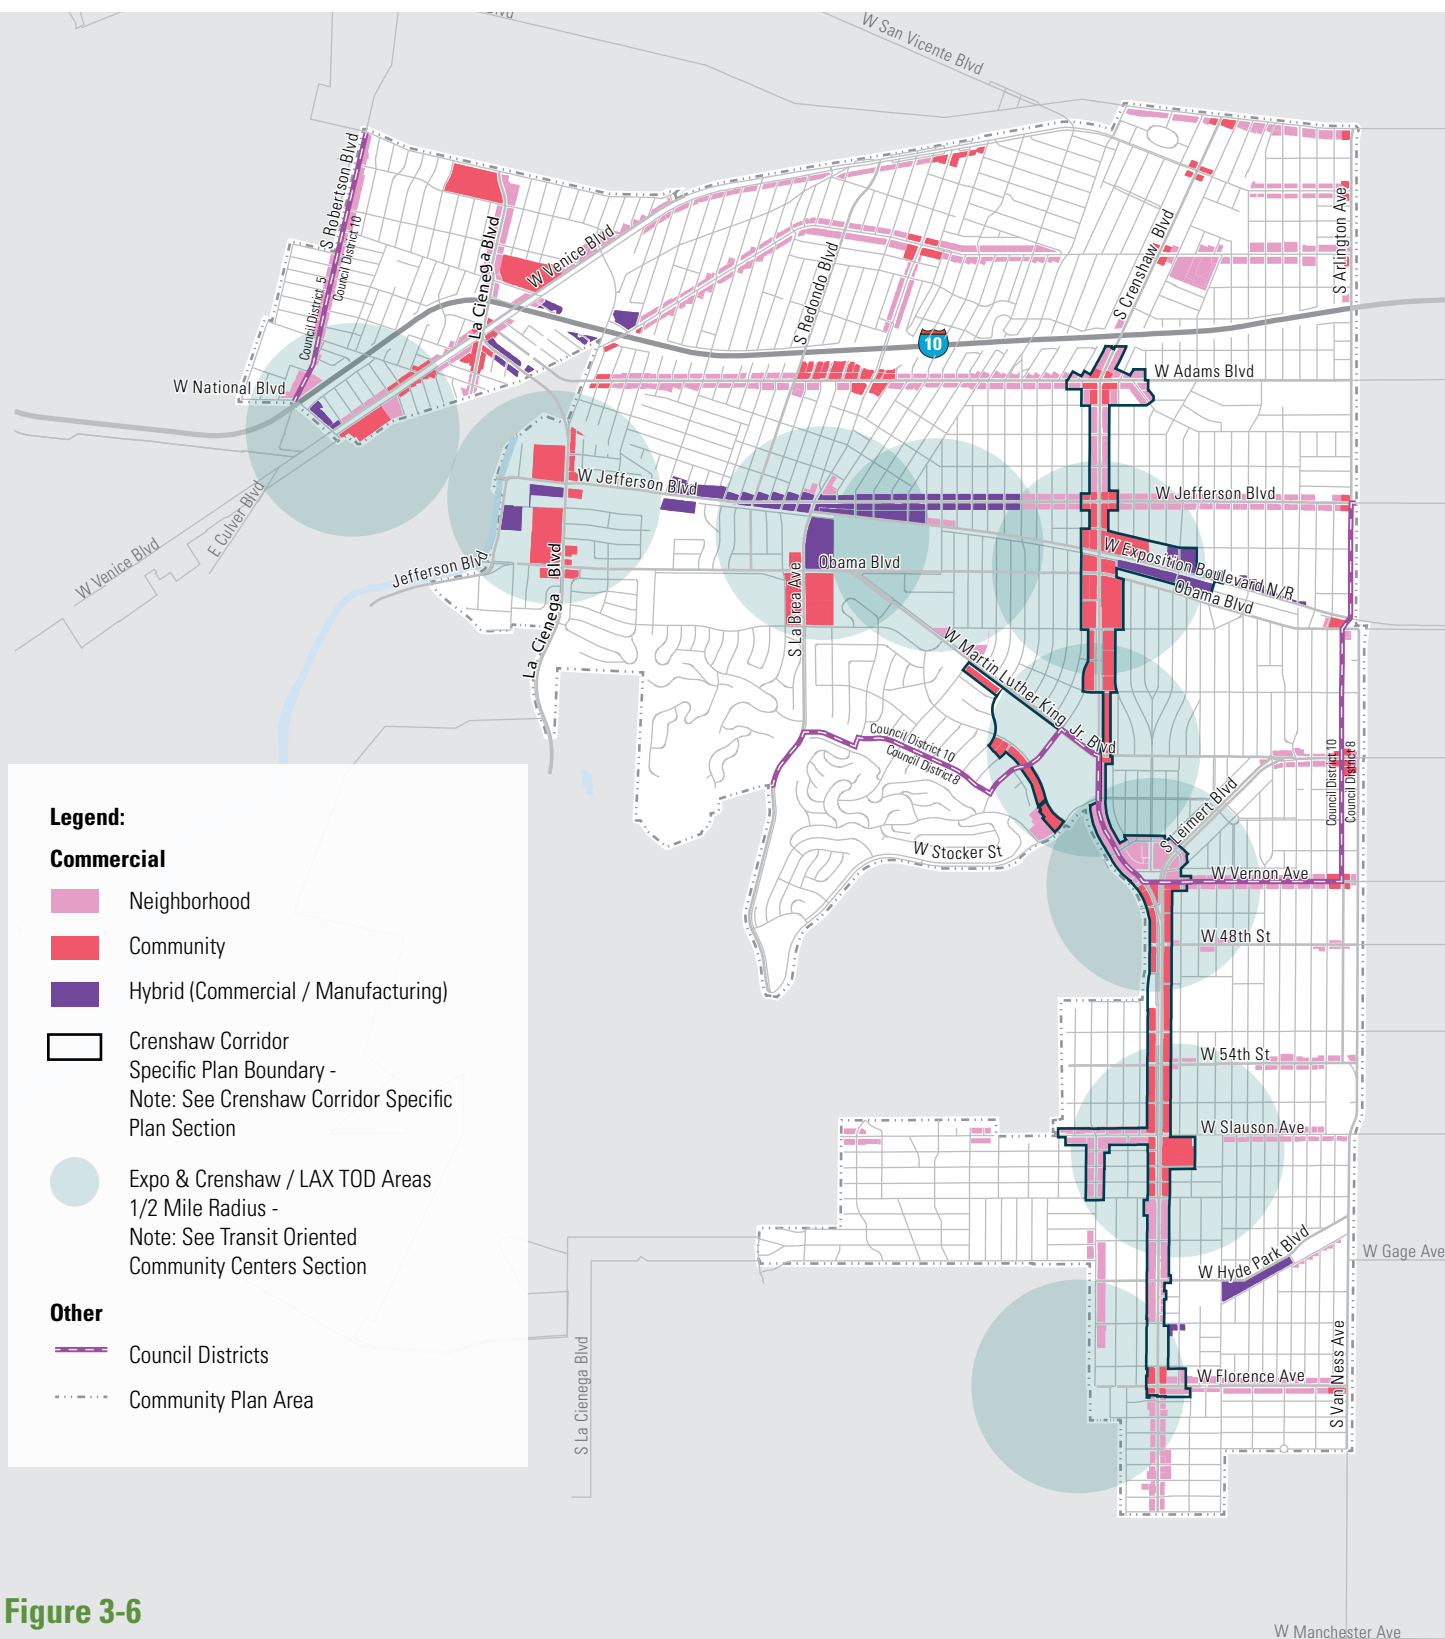 Blvd
W San Vicente Blvd
S Robertson Blvd
Council District 5
Council District 10
La Cienega Blvd
W Venice Blvd
S Redondo Blvd
S Crenshaw Blvd
S Arlington Ave
10
W National Blvd
W Adams Blvd
W Jefferson Blvd
W Jefferson Blvd
E Culver Blvd
W Venice Blvd
Jefferson Blvd
La Cienega Blvd
S La Brea Ave
Obama Blvd
W Exposition Boulevard N/R
Obama Blvd
W Martin Luther King Jr. Blvd
Council District 10
Council District 8
Council District 10
Council District 8
S Leimert Blvd
W Stocker St
W Vernon Ave
W 48th St
W 54th St
W Slauson Ave
W Hyde Park Blvd
W Gage Ave
S La Cienega Blvd
W Florence Ave
S Van Ness Ave
W Manchester Ave
Legend:
Commercial
Neighborhood
Community
Hybrid (Commercial / Manufacturing)
Crenshaw Corridor
Specific Plan Boundary -
Note: See Crenshaw Corridor Specific
Plan Section
Expo & Crenshaw / LAX TOD Areas
1/2 Mile Radius -
Note: See Transit Oriented
Community Centers Section
Other
Council Districts
Community Plan Area
Figure 3-6